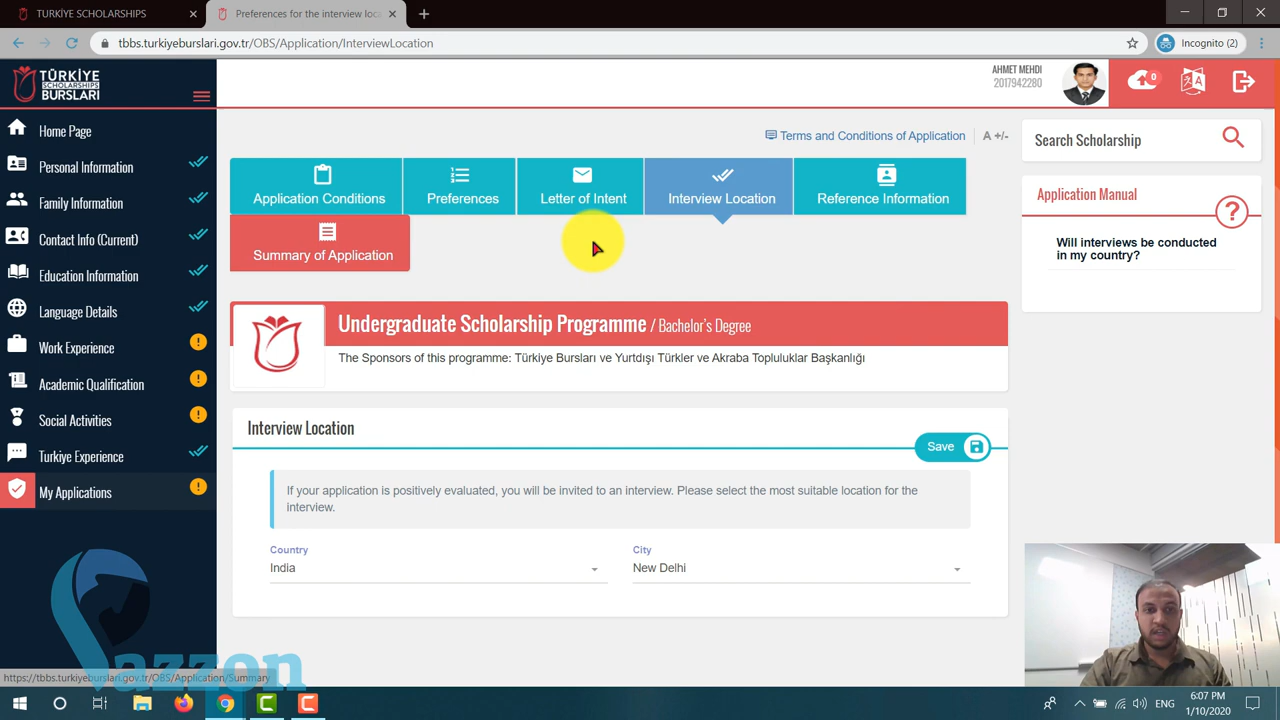 TURKIYE SCHOLARSHIPS
Preferences for the interview loc
tbbs.turkiyeburslari.gov.tr/OBS/Application/InterviewLocation
Incognito (2)
TÜRKİYE
SCHOLARSHIPS
BURSLARI
AHMET MEHDI
2017942280
0
Home Page
Personal Information
Family Information
Contact Info (Current)
Education Information
Language Details
Work Experience
Academic Qualification
Social Activities
Turkiye Experience
My Applications
Terms and Conditions of Application
A +/-
Application Conditions
Preferences
Letter of Intent
Interview Location
Reference Information
Summary of Application
Undergraduate Scholarship Programme / Bachelor's Degree
The Sponsors of this programme: Türkiye Bursları ve Yurtdışı Türkler ve Akraba Topluluklar Başkanlığı
Interview Location
Save
If your application is positively evaluated, you will be invited to an interview. Please select the most suitable location for the
interview.
Country
City
India
New Delhi
Search Scholarship
Application Manual
?
Will interviews be conducted
in my country?
azzon
https://tbbs.turkiyeburslari.gov.tr/OBS/Application/Summary
ENG
6:07 PM
1/10/2020